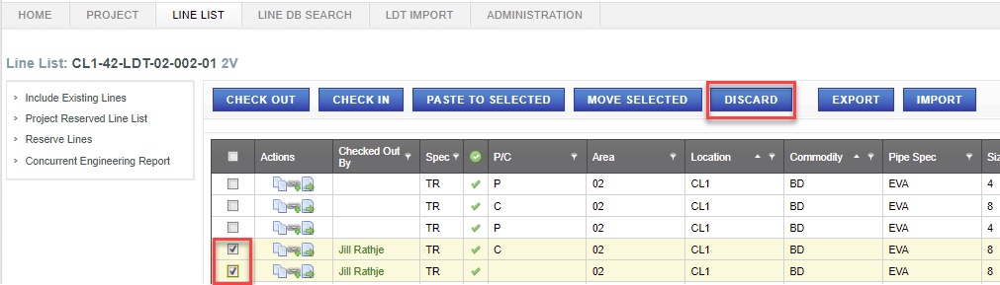 HOME PROJECT LINE LIST LINE DB SEARCH LDT IMPORT ADMINISTRATION
Line List: CL1-42-LDT-02-002-01 2V
Include Existing Lines
Project Reserved Line List
Reserve Lines
Concurrent Engineering Report
CHECK OUT CHECK IN PASTE TO SELECTED MOVE SELECTED DISCARD EXPORT IMPORT
Actions Checked Out By Spec P/C Area Location Commodity Pipe Spec Siz
TR P 02 CL1 BD EVA 4
TR C 02 CL1 BD EVA 8
TR P 02 CL1 BD EVA 4
Jill Rathje TR C 02 CL1 BD EVA 8
Jill Rathje TR 02 CL1 BD EVA 8